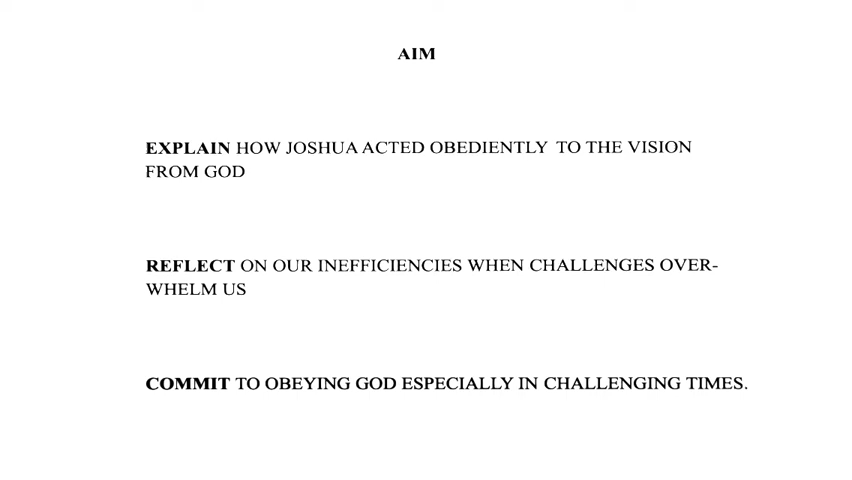 AIM
EXPLAIN HOW JOSHUA ACTED OBEDIENTLY TO THE VISION
FROM GOD
REFLECT ON OUR INEFFICIENCIES WHEN CHALLENGES OVER-
WHELM US
COMMIT TO OBEYING GOD ESPECIALLY IN CHALLENGING TIMES.